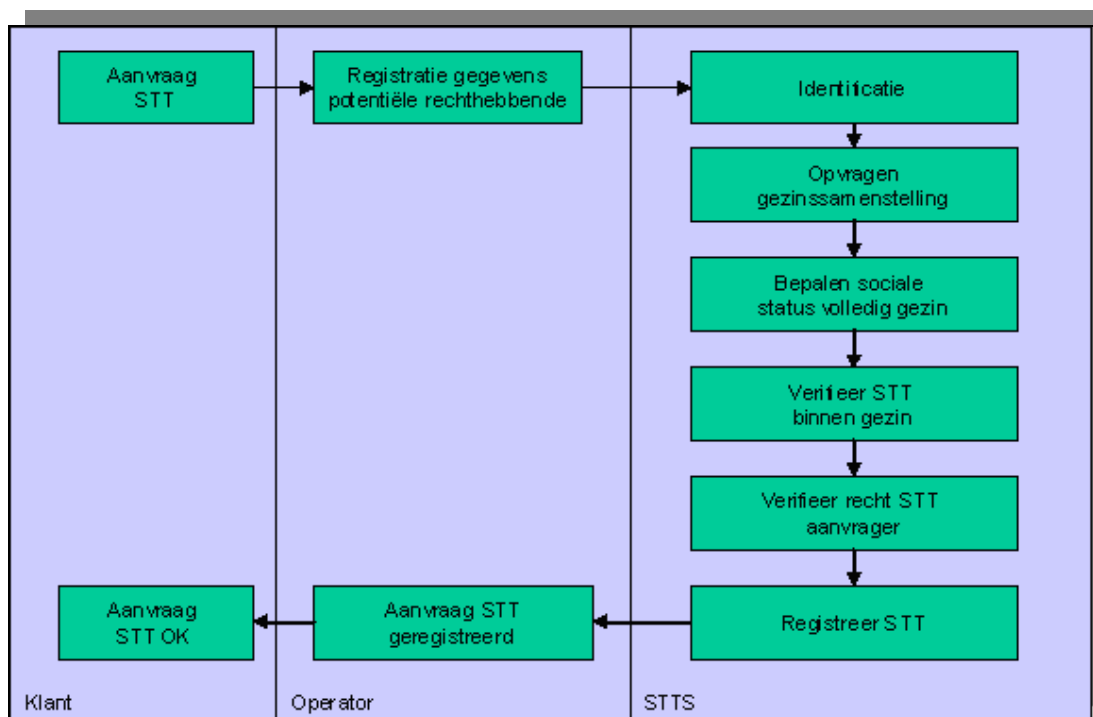 Aanvraag
STT
Registratie gegevens
potentiële rechthebbende
Identificatie
Opvragen
gezinssamenstelling
Bepalen sociale
status volledig gezin
Verifieer STT
binnen gezin
Verifieer recht STT
aanvrager
Registreer STT
Aanvraag STT
geregistreerd
Aanvraag
STT OK
Klant
Operator
STTS